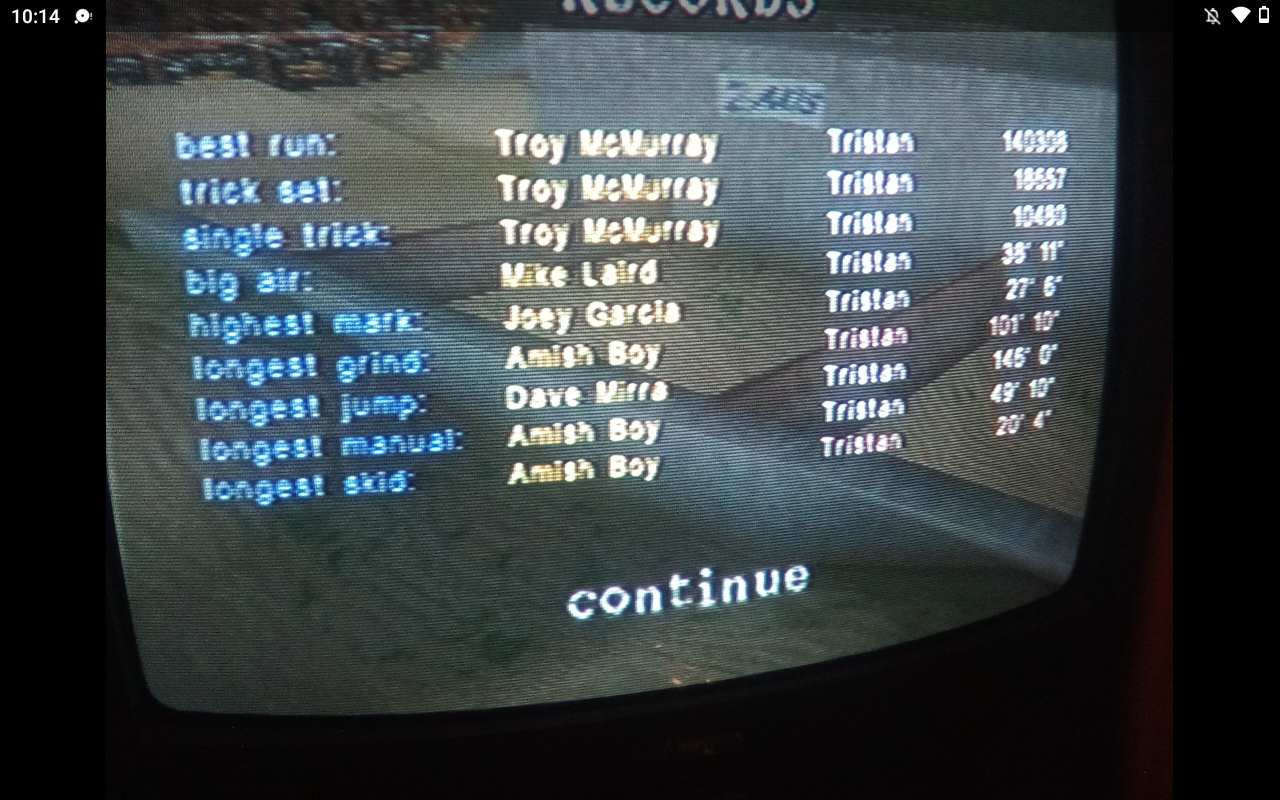 10:14
RECORDS
best run: Troy McMurray Tristan 140308
trick set: Troy McMurray Tristan 18557
single trick: Troy McMurray Tristan 10480
big air: Mike Laird Tristan 38' 11"
highest mark: Joey Garcia Tristan 27' 6"
longest grind: Amish Boy Tristan 101' 10"
longest jump: Dave Mirra Tristan 145' 0"
longest manual: Amish Boy Tristan 49' 10"
longest skid: Amish Boy Tristan 20' 4"
continue